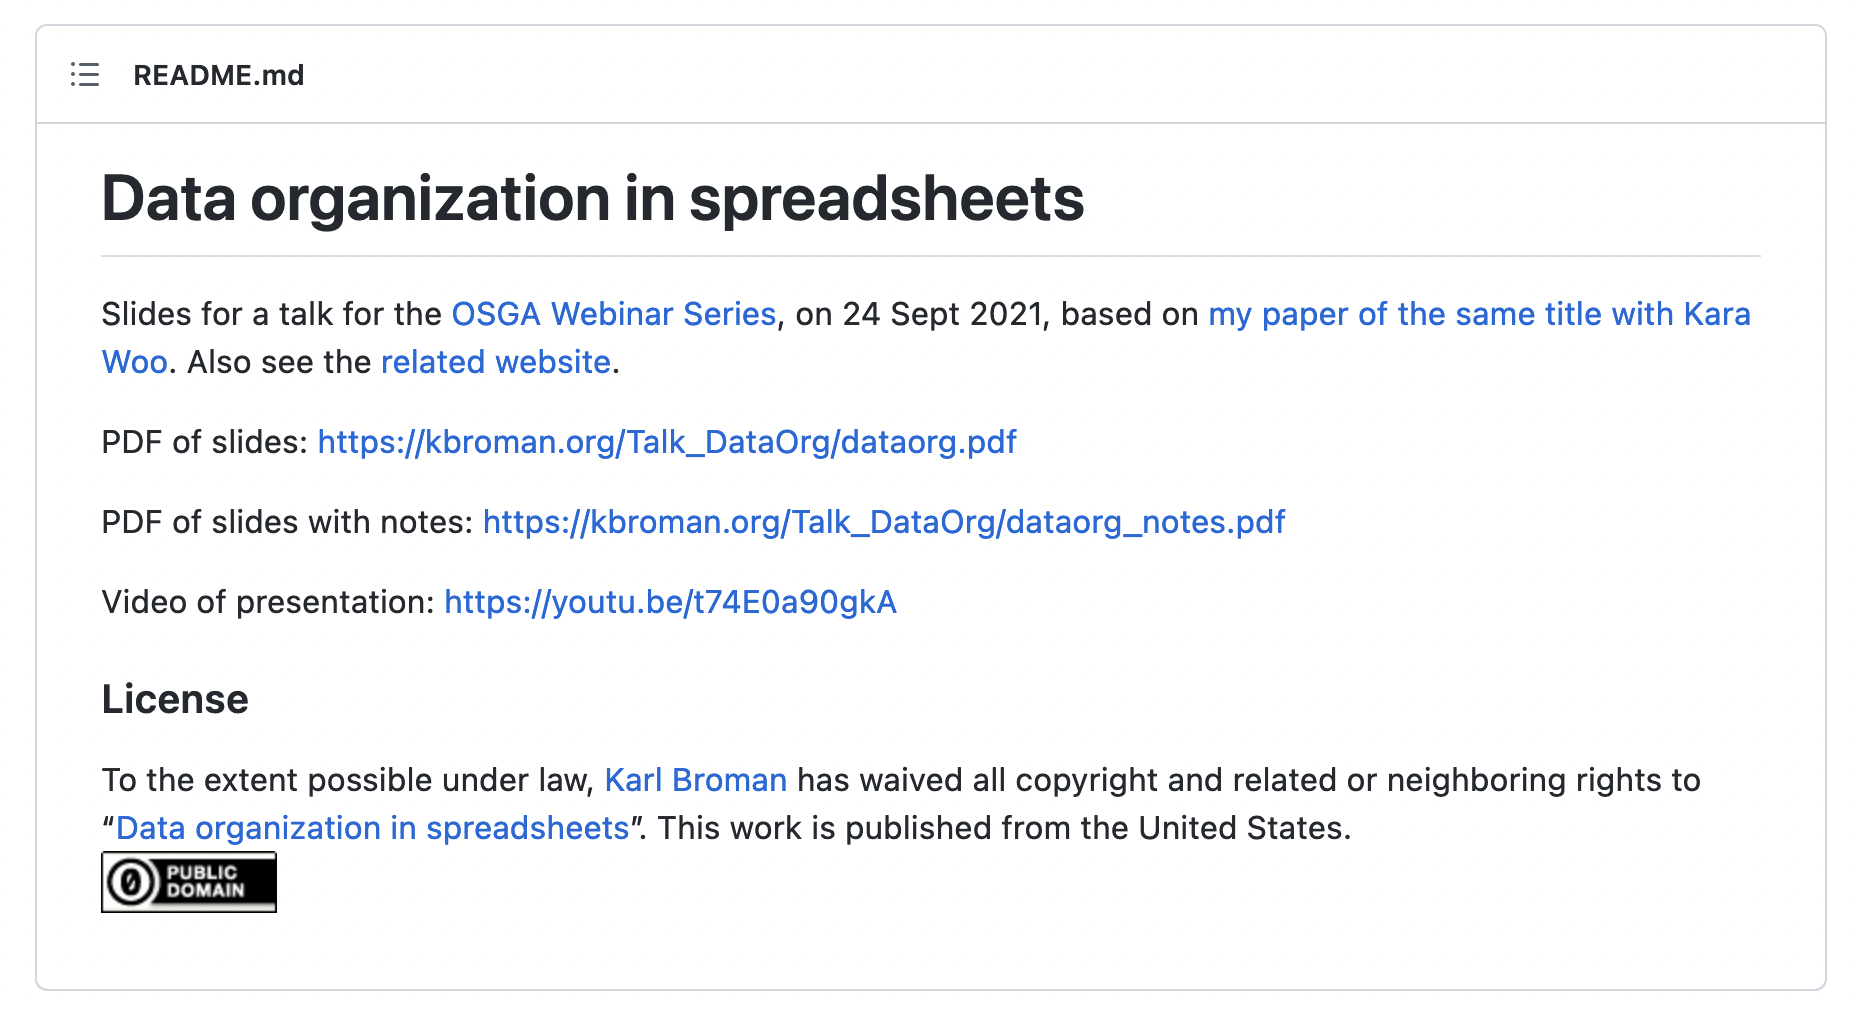 README.md
Data organization in spreadsheets
Slides for a talk for the OSGA Webinar Series, on 24 Sept 2021, based on my paper of the same title with Kara
Woo. Also see the related website.
PDF of slides: https://kbroman.org/Talk_DataOrg/dataorg.pdf
PDF of slides with notes: https://kbroman.org/Talk_DataOrg/dataorg_notes.pdf
Video of presentation: https://youtu.be/t74E0a90gkA
License
To the extent possible under law, Karl Broman has waived all copyright and related or neighboring rights to
“Data organization in spreadsheets”. This work is published from the United States.
0 PUBLIC
DOMAIN